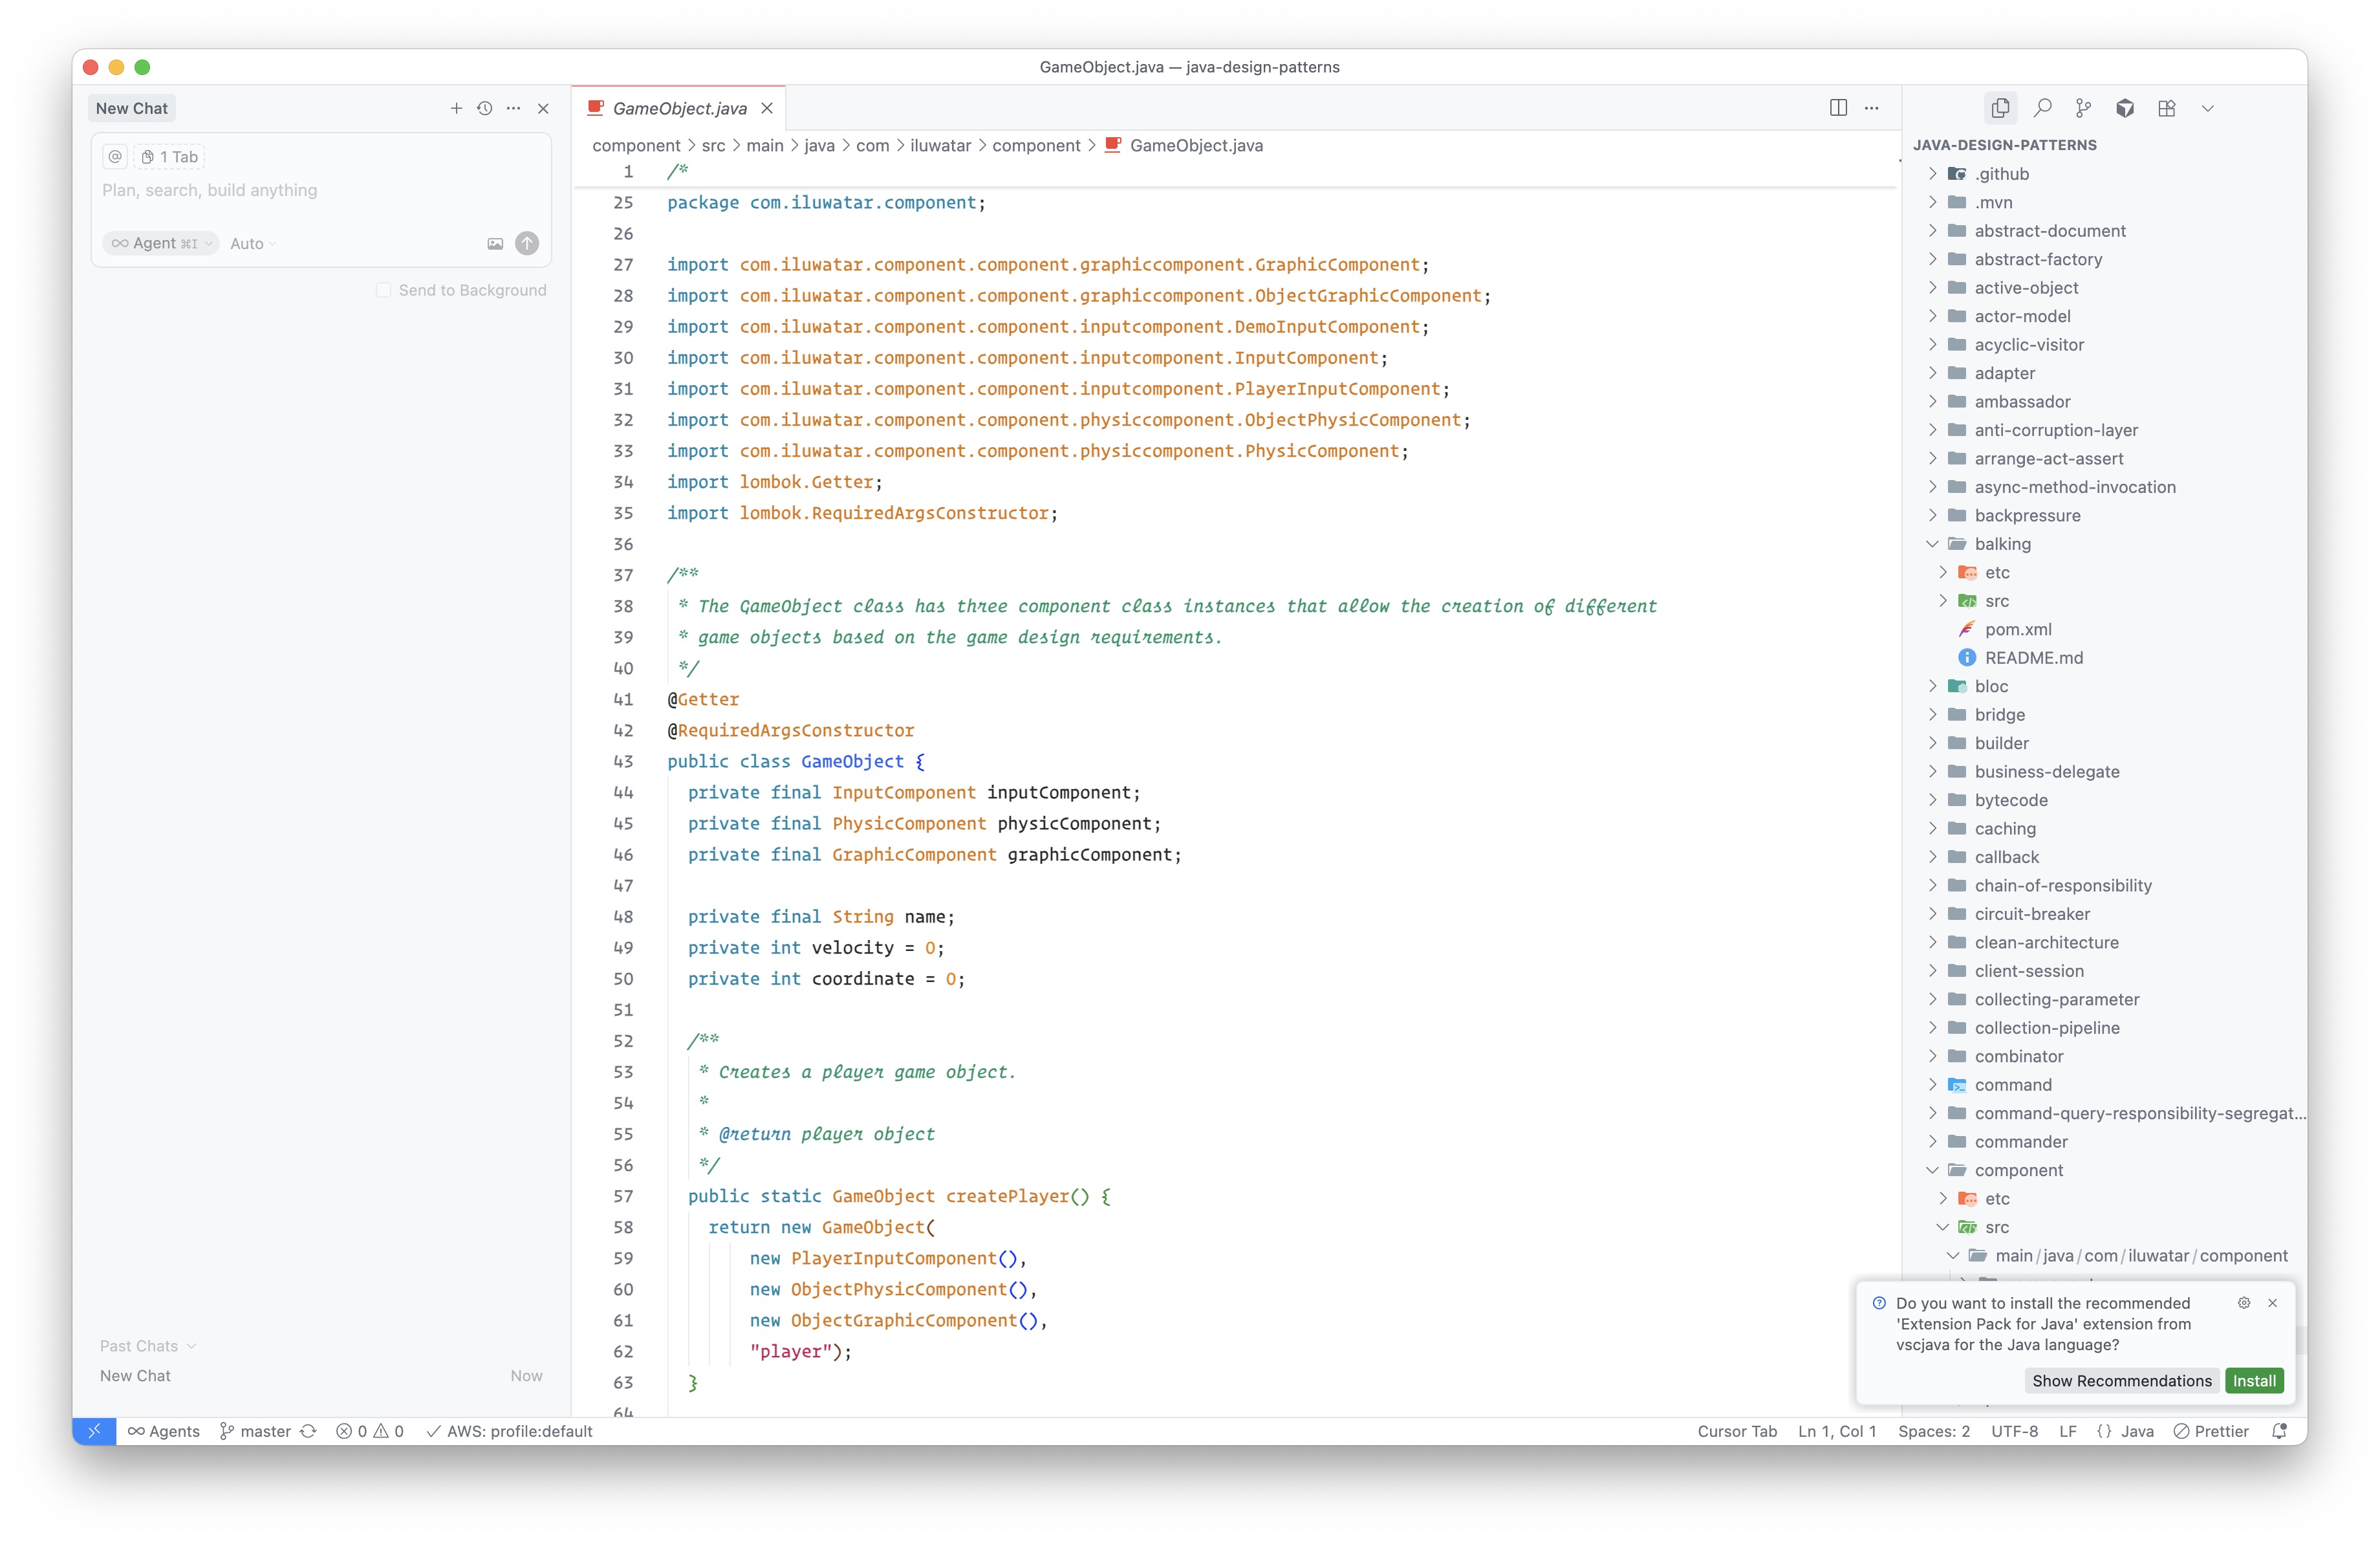 GameObject.java — java-design-patterns
New Chat
@ 1 Tab
Plan, search, build anything
Agent ⌘I Auto
Send to Background
Past Chats
New Chat Now
GameObject.java
component > src > main > java > com > iluwatar > component > GameObject.java
1 /*
25 package com.iluwatar.component;
26
27 import com.iluwatar.component.component.graphiccomponent.GraphicComponent;
28 import com.iluwatar.component.component.graphiccomponent.ObjectGraphicComponent;
29 import com.iluwatar.component.component.inputcomponent.DemoInputComponent;
30 import com.iluwatar.component.component.inputcomponent.InputComponent;
31 import com.iluwatar.component.component.inputcomponent.PlayerInputComponent;
32 import com.iluwatar.component.component.physiccomponent.ObjectPhysicComponent;
33 import com.iluwatar.component.component.physiccomponent.PhysicComponent;
34 import lombok.Getter;
35 import lombok.RequiredArgsConstructor;
36
37 /**
38 * The GameObject class has three component class instances that allow the creation of different
39 * game objects based on the game design requirements.
40 */
41 @Getter
42 @RequiredArgsConstructor
43 public class GameObject {
44 private final InputComponent inputComponent;
45 private final PhysicComponent physicComponent;
46 private final GraphicComponent graphicComponent;
47
48 private final String name;
49 private int velocity = 0;
50 private int coordinate = 0;
51
52 /**
53 * Creates a player game object.
54 *
55 * @return player object
56 */
57 public static GameObject createPlayer() {
58 return new GameObject(
59 new PlayerInputComponent(),
60 new ObjectPhysicComponent(),
61 new ObjectGraphicComponent(),
62 "player");
63 }
64
JAVA-DESIGN-PATTERNS
.github
.mvn
abstract-document
abstract-factory
active-object
actor-model
acyclic-visitor
adapter
ambassador
anti-corruption-layer
arrange-act-assert
async-method-invocation
backpressure
balking
etc
src
pom.xml
README.md
bloc
bridge
builder
business-delegate
bytecode
caching
callback
chain-of-responsibility
circuit-breaker
clean-architecture
client-session
collecting-parameter
collection-pipeline
combinator
command
command-query-responsibility-segregat...
commander
component
etc
src
main/java/com/iluwatar/component
Do you want to install the recommended
'Extension Pack for Java' extension from
vscjava for the Java language?
Show Recommendations Install
Agents master 0 0 AWS: profile:default Cursor Tab Ln 1, Col 1 Spaces: 2 UTF-8 LF {} Java Prettier